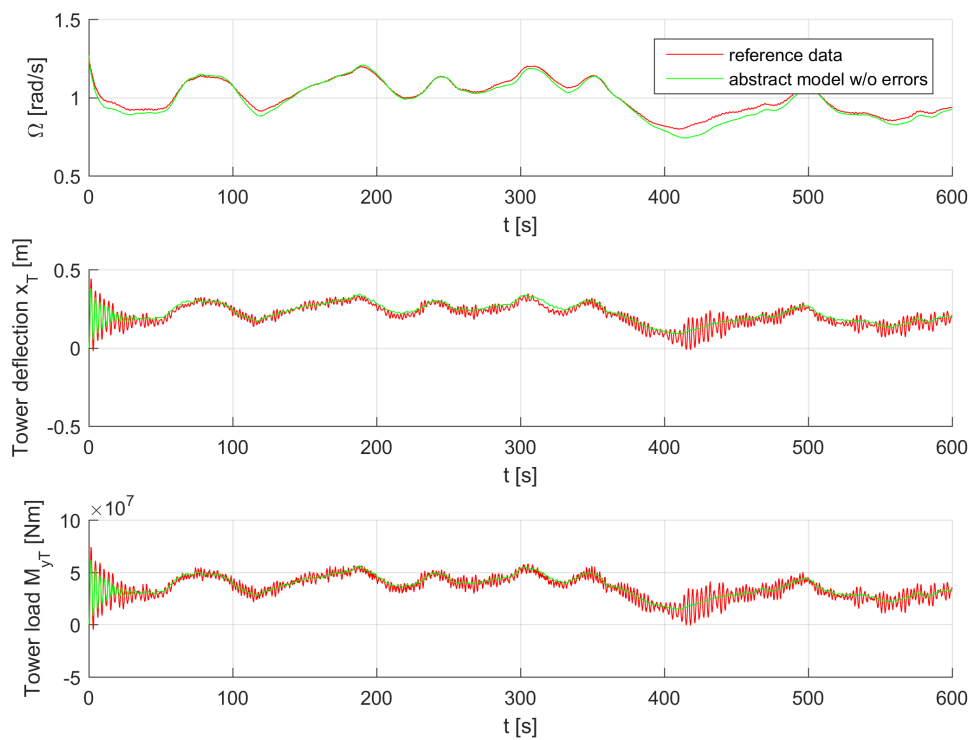 1.5
1
0.5
Ω [rad/s]
reference data
abstract model w/o errors
0 100 200 300 400 500 600
t [s]
0.5
0
-0.5
Tower deflection x_T [m]
0 100 200 300 400 500 600
t [s]
×10^7
10
5
0
-5
Tower load M_yT [Nm]
0 100 200 300 400 500 600
t [s]